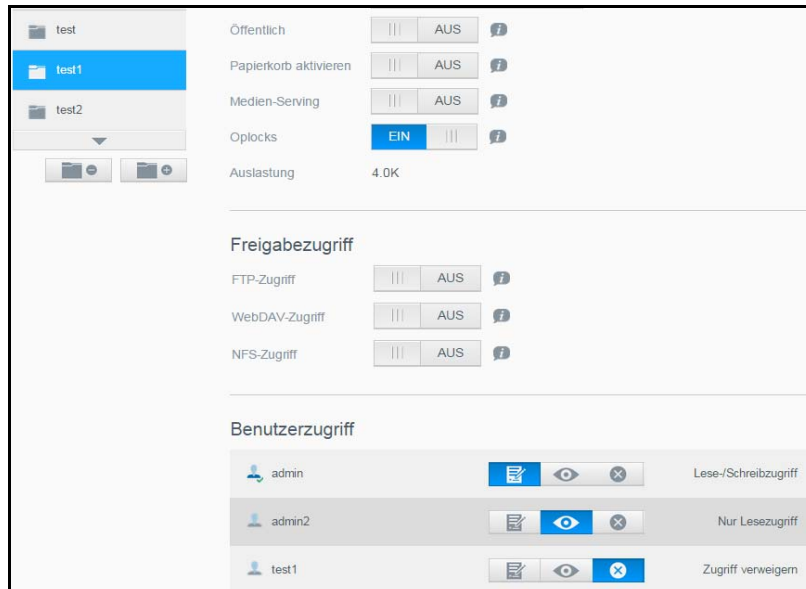 test
test1
test2
Öffentlich AUS
Papierkorb aktivieren AUS
Medien-Serving AUS
Oplocks EIN
Auslastung 4.0K
Freigabezugriff
FTP-Zugriff AUS
WebDAV-Zugriff AUS
NFS-Zugriff AUS
Benutzerzugriff
admin Lese-/Schreibzugriff
admin2 Nur Lesezugriff
test1 Zugriff verweigern